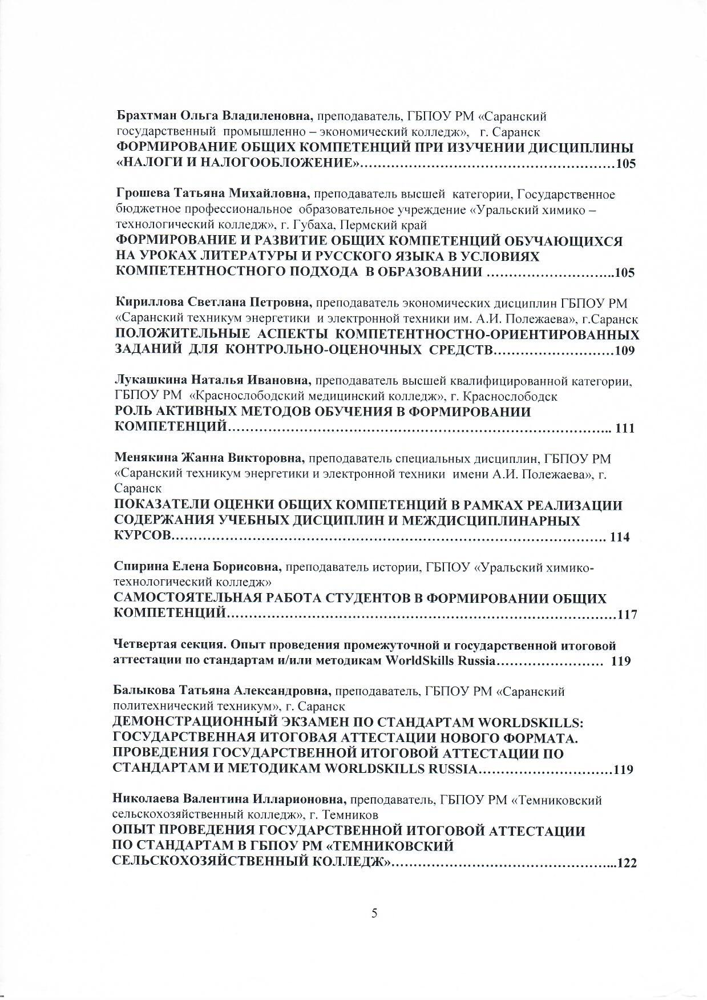 Брахтман Ольга Владиленовна, преподаватель, ГБПОУ РМ «Саранский
государственный промышленно – экономический колледж», г. Саранск
ФОРМИРОВАНИЕ ОБЩИХ КОМПЕТЕНЦИЙ ПРИ ИЗУЧЕНИИ ДИСЦИПЛИНЫ
«НАЛОГИ И НАЛОГООБЛОЖЕНИЕ»……………………………………………….105
Грошева Татьяна Михайловна, преподаватель высшей категории, Государственное
бюджетное профессиональное образовательное учреждение «Уральский химико –
технологический колледж», г. Губаха, Пермский край
ФОРМИРОВАНИЕ И РАЗВИТИЕ ОБЩИХ КОМПЕТЕНЦИЙ ОБУЧАЮЩИХСЯ
НА УРОКАХ ЛИТЕРАТУРЫ И РУССКОГО ЯЗЫКА В УСЛОВИЯХ
КОМПЕТЕНТНОСТНОГО ПОДХОДА В ОБРАЗОВАНИИ ………………………..105
Кириллова Светлана Петровна, преподаватель экономических дисциплин ГБПОУ РМ
«Саранский техникум энергетики и электронной техники им. А.И. Полежаева», г.Саранск
ПОЛОЖИТЕЛЬНЫЕ АСПЕКТЫ КОМПЕТЕНТНОСТНО-ОРИЕНТИРОВАННЫХ
ЗАДАНИЙ ДЛЯ КОНТРОЛЬНО-ОЦЕНОЧНЫХ СРЕДСТВ………………………109
Лукашкина Наталья Ивановна, преподаватель высшей квалифицированной категории,
ГБПОУ РМ «Краснослободский медицинский колледж», г. Краснослободск
РОЛЬ АКТИВНЫХ МЕТОДОВ ОБУЧЕНИЯ В ФОРМИРОВАНИИ
КОМПЕТЕНЦИЙ………………………………………………………………………….. 111
Менякина Жанна Викторовна, преподаватель специальных дисциплин, ГБПОУ РМ
«Саранский техникум энергетики и электронной техники имени А.И. Полежаева», г.
Саранск
ПОКАЗАТЕЛИ ОЦЕНКИ ОБЩИХ КОМПЕТЕНЦИЙ В РАМКАХ РЕАЛИЗАЦИИ
СОДЕРЖАНИЯ УЧЕБНЫХ ДИСЦИПЛИН И МЕЖДИСЦИПЛИНАРНЫХ
КУРСОВ……………………………………………………………………………………. 114
Спирина Елена Борисовна, преподаватель истории, ГБПОУ «Уральский химико-
технологический колледж»
САМОСТОЯТЕЛЬНАЯ РАБОТА СТУДЕНТОВ В ФОРМИРОВАНИИ ОБЩИХ
КОМПЕТЕНЦИЙ…………………………………………………………………………….117
Четвертая секция. Опыт проведения промежуточной и государственной итоговой
аттестации по стандартам и/или методикам WorldSkills Russia…………………… 119
Балыкова Татьяна Александровна, преподаватель, ГБПОУ РМ «Саранский
политехнический техникум», г. Саранск
ДЕМОНСТРАЦИОННЫЙ ЭКЗАМЕН ПО СТАНДАРТАМ WORLDSKILLS:
ГОСУДАРСТВЕННАЯ ИТОГОВАЯ АТТЕСТАЦИИ НОВОГО ФОРМАТА.
ПРОВЕДЕНИЯ ГОСУДАРСТВЕННОЙ ИТОГОВОЙ АТТЕСТАЦИИ ПО
СТАНДАРТАМ И МЕТОДИКАМ WORLDSKILLS RUSSIA…………………………119
Николаева Валентина Илларионовна, преподаватель, ГБПОУ РМ «Темниковский
сельскохозяйственный колледж», г. Темников
ОПЫТ ПРОВЕДЕНИЯ ГОСУДАРСТВЕННОЙ ИТОГОВОЙ АТТЕСТАЦИИ
ПО СТАНДАРТАМ В ГБПОУ РМ «ТЕМНИКОВСКИЙ
СЕЛЬСКОХОЗЯЙСТВЕННЫЙ КОЛЛЕДЖ»…………………………………………..122
5